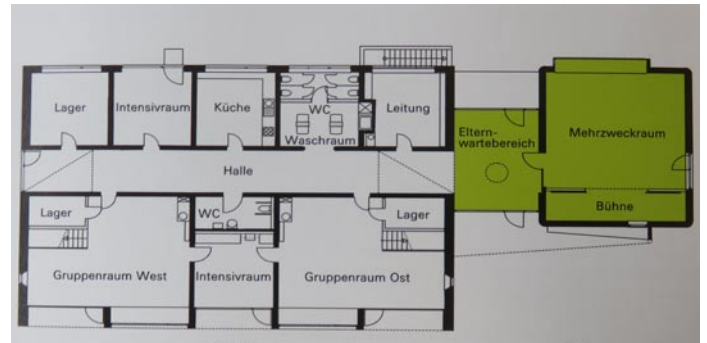 Lager
Intensivraum
Küche
WC
Waschraum
Leitung
Eltern-
wartebereich
Mehrzweckraum
Halle
Bühne
Lager
WC
Lager
Gruppenraum West
Intensivraum
Gruppenraum Ost